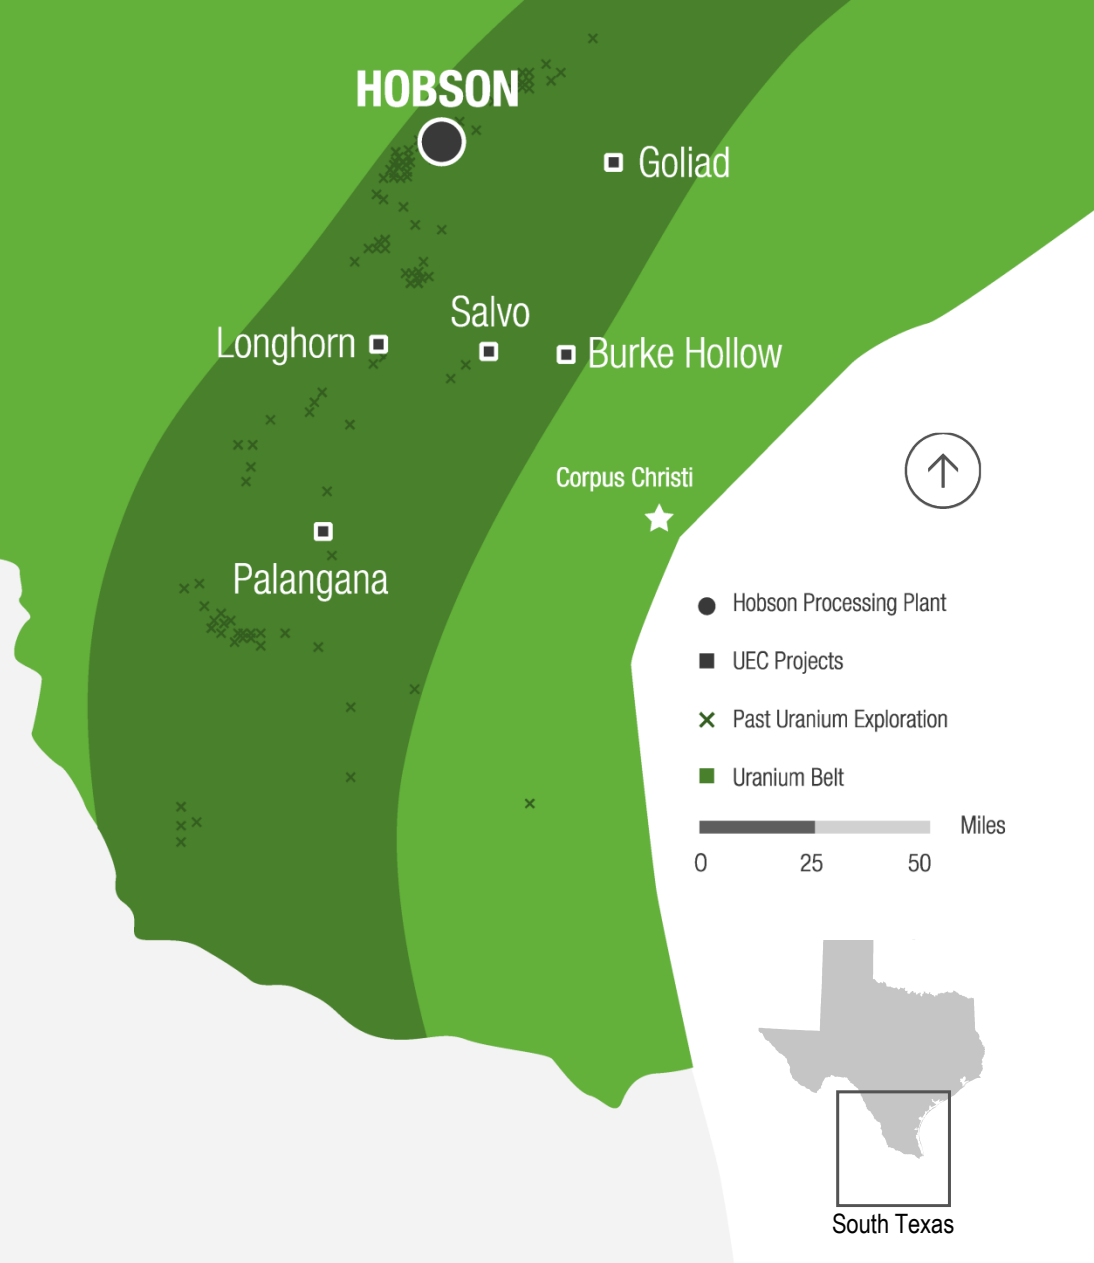 HOBSON
Goliad
Salvo
Longhorn
Burke Hollow
Corpus Christi
Palangana
Hobson Processing Plant
UEC Projects
Past Uranium Exploration
Uranium Belt
Miles
0 25 50
South Texas